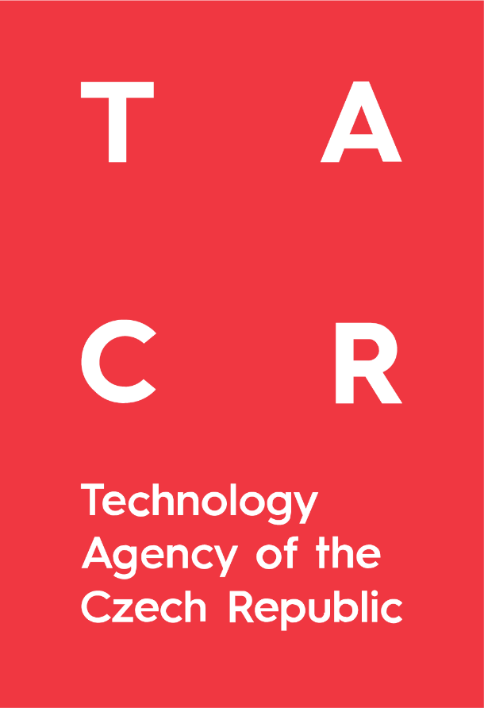 T A
C R
Technology
Agency of the
Czech Republic